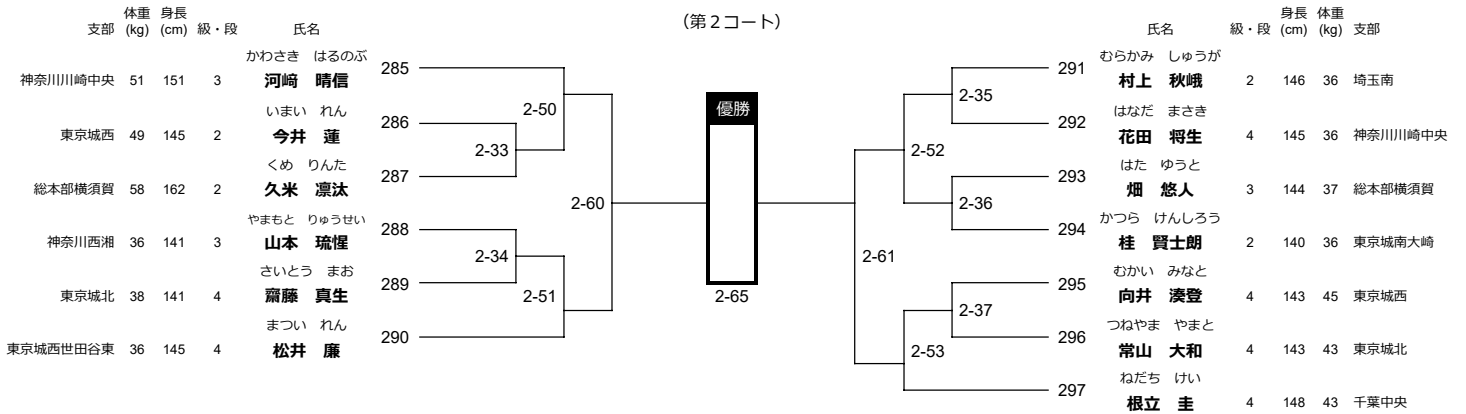 (第2コート)
支部 体重(kg) 身長(cm) 級・段 氏名
かわさき はるのぶ
神奈川川崎中央 51 151 3 河﨑 晴信 285
いまい れん
東京城西 49 145 2 今井 蓮 286
くめ りんた
総本部横須賀 58 162 2 久米 凛汰 287
やまもと りゅうせい
神奈川西湘 36 141 3 山本 琉惺 288
さいとう まお
東京城北 38 141 4 齋藤 真生 289
まつい れん
東京城西世田谷東 36 145 4 松井 廉 290
2-33
2-34
2-50
2-51
2-60
優勝
2-65
2-61
2-52
2-53
2-35
2-36
2-37
氏名 級・段 身長(cm) 体重(kg) 支部
むらかみ しゅうが
291 村上 秋峨 2 146 36 埼玉南
はなだ まさき
292 花田 将生 4 145 36 神奈川川崎中央
はた ゆうと
293 畑 悠人 3 144 37 総本部横須賀
かつら けんしろう
294 桂 賢士朗 2 140 36 東京城南大崎
むかい みなと
295 向井 湊登 4 143 45 東京城西
つねやま やまと
296 常山 大和 4 143 43 東京城北
ねだち けい
297 根立 圭 4 148 43 千葉中央